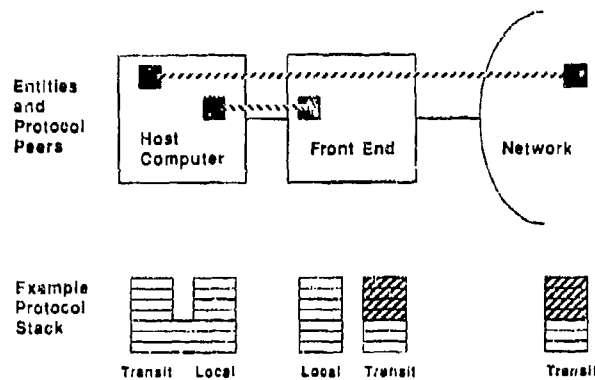 Entities
and
Protocol
Peers
Host
Computer
Front End
Network
Example
Protocol
Stack
Transit Local Local Transit Transit